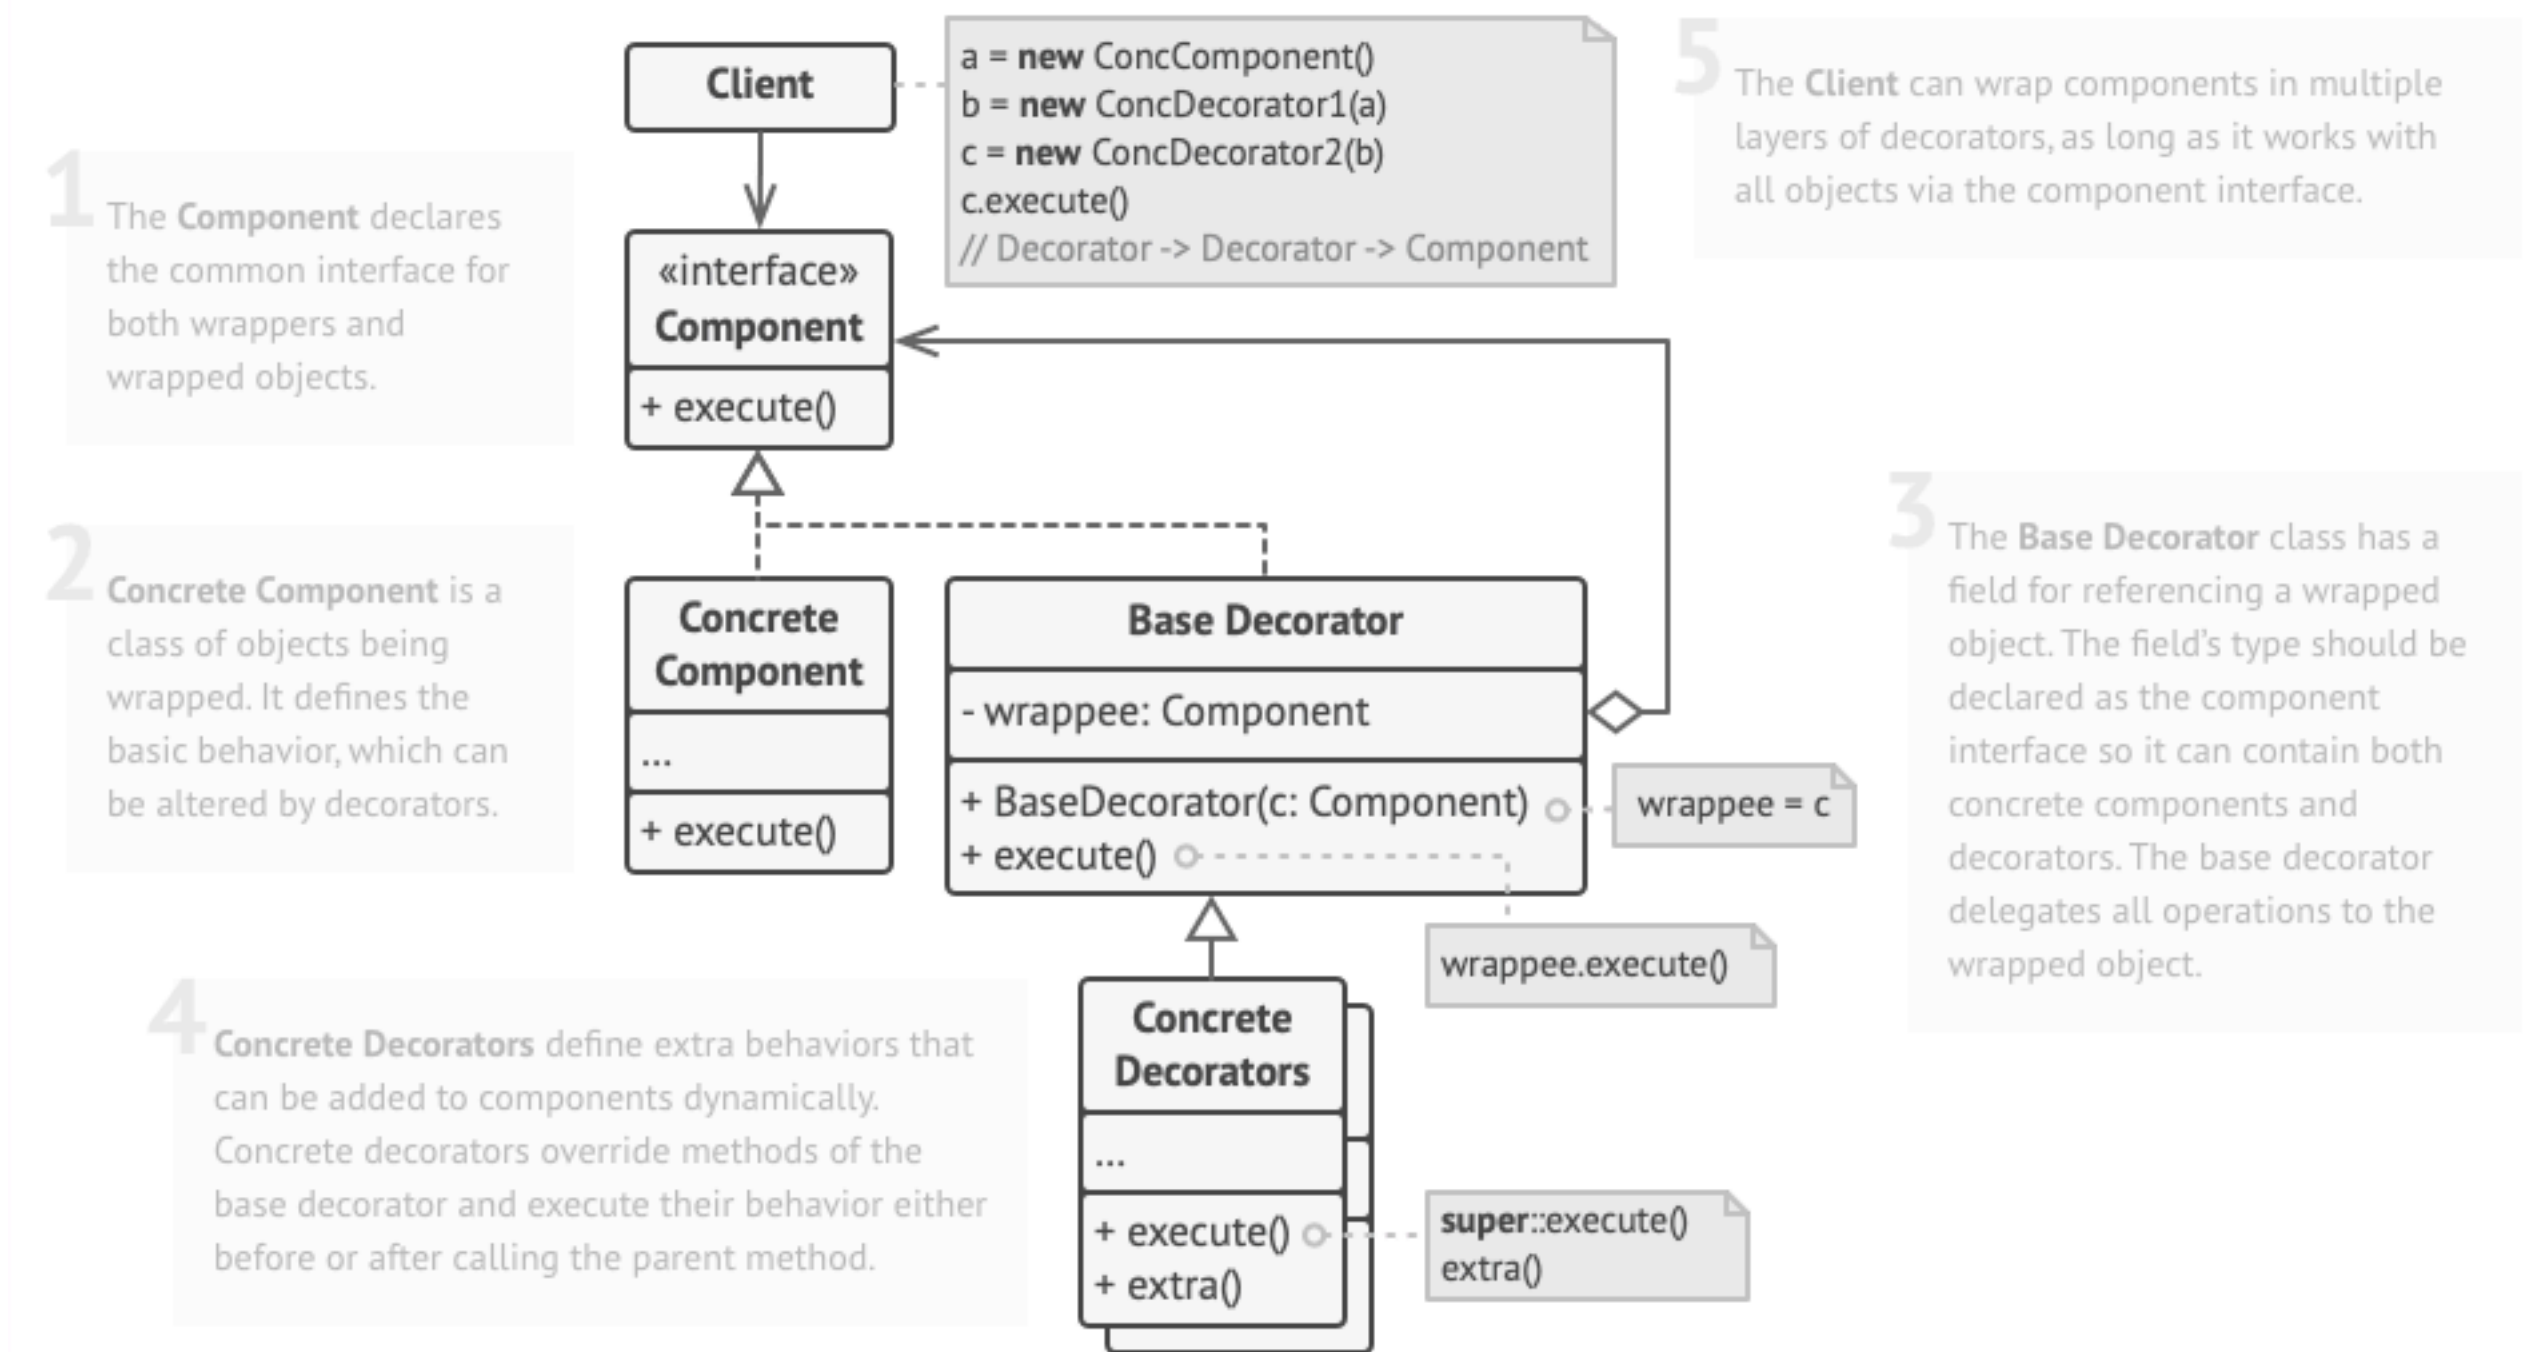 Client
a = new ConcComponent()
b = new ConcDecorator1(a)
c = new ConcDecorator2(b)
c.execute()
// Decorator -> Decorator -> Component
5
The Client can wrap components in multiple
layers of decorators, as long as it works with
all objects via the component interface.
1
The Component declares
the common interface for
both wrappers and
wrapped objects.
«interface»
Component
+ execute()
2
Concrete Component is a
class of objects being
wrapped. It defines the
basic behavior, which can
be altered by decorators.
Concrete
Component
...
+ execute()
Base Decorator
- wrappee: Component
+ BaseDecorator(c: Component)
+ execute()
wrappee = c
wrappee.execute()
3
The Base Decorator class has a
field for referencing a wrapped
object. The field's type should be
declared as the component
interface so it can contain both
concrete components and
decorators. The base decorator
delegates all operations to the
wrapped object.
4
Concrete Decorators define extra behaviors that
can be added to components dynamically.
Concrete decorators override methods of the
base decorator and execute their behavior either
before or after calling the parent method.
Concrete
Decorators
...
+ execute()
+ extra()
super::execute()
extra()